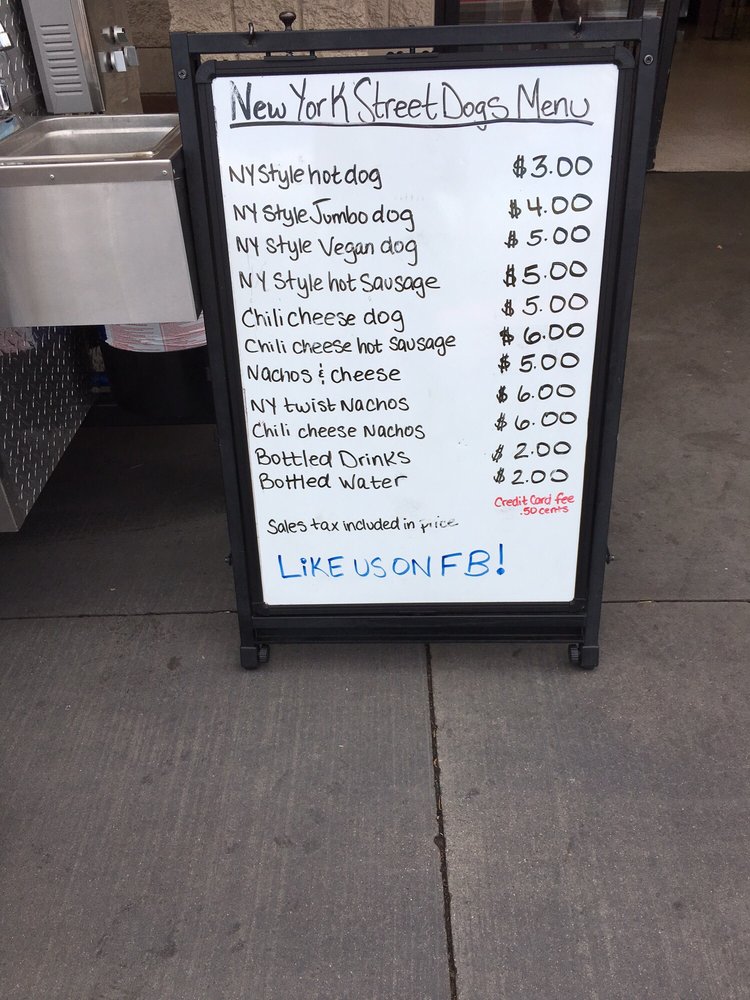 New York Street Dogs Menu
NY Style hot dog $3.00
NY Style Jumbo dog $4.00
NY Style Vegan dog $5.00
NY Style hot Sausage $5.00
Chili cheese dog $5.00
Chili cheese hot sausage $6.00
Nachos & cheese $5.00
NY twist Nachos $6.00
Chili cheese Nachos $6.00
Bottled Drinks $2.00
Bottled Water $2.00
Credit Card fee
.50 cents
Sales tax included in price
LiKE US ON FB!